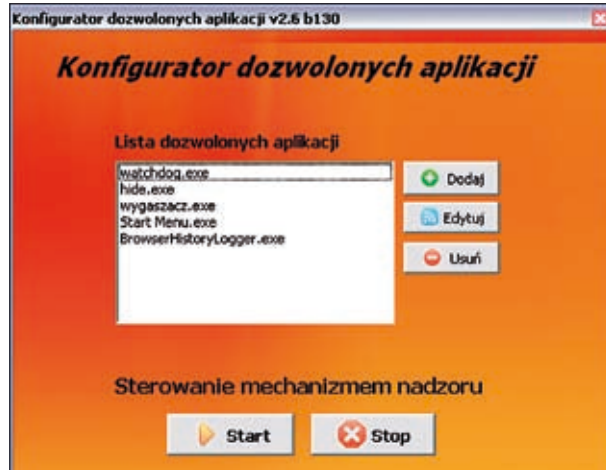 Konfigurator dozwolonych aplikacji v2.6 b130
Konfigurator dozwolonych aplikacji
Lista dozwolonych aplikacji
watchdog.exe
hide.exe
wygaszacz.exe
Start Menu.exe
BrowserHistoryLogger.exe
Dodaj
Edytuj
Usuń
Sterowanie mechanizmem nadzoru
Start
Stop